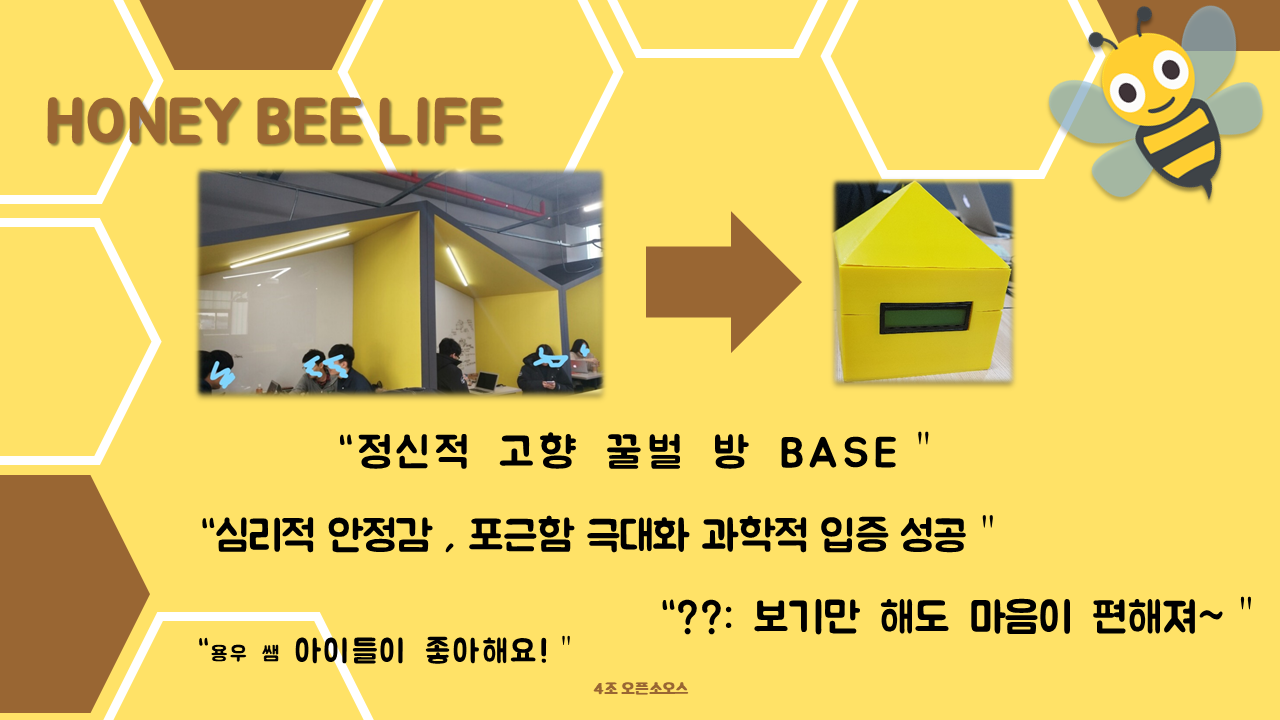 HONEY BEE LIFE
“정신적 고향 꿀벌 방 BASE ”
“심리적 안정감 , 포근함 극대화 과학적 입증 성공 ”
“??: 보기만 해도 마음이 편해져~ ”
“용우 쌤 아이들이 좋아해요! ”
4조 오픈소오스